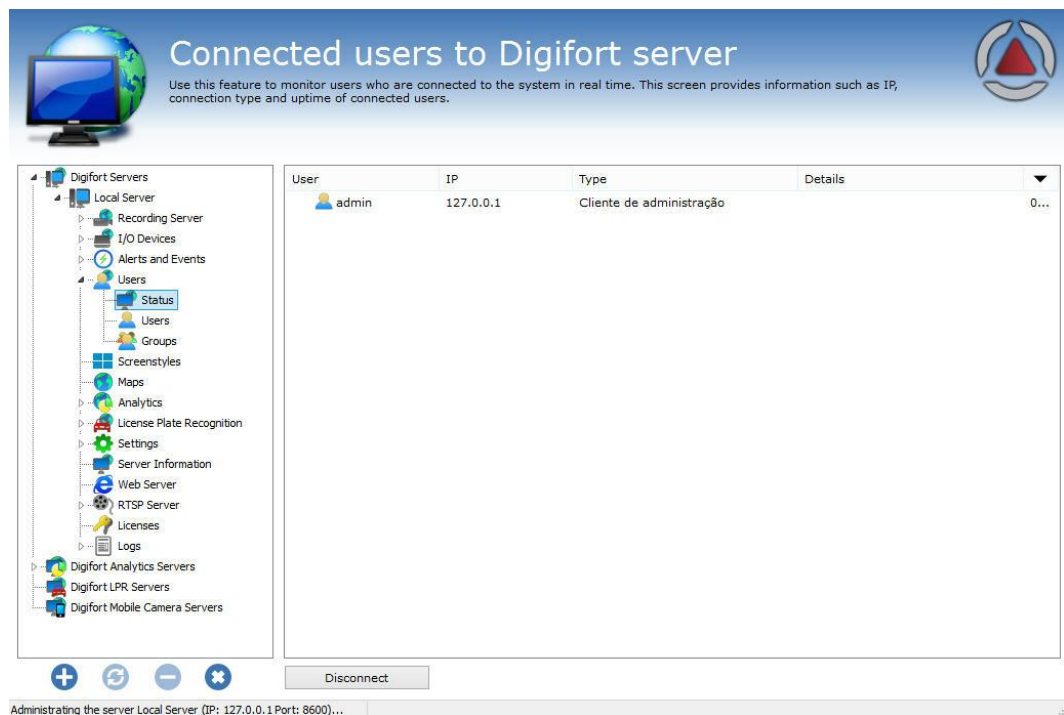 Connected users to Digifort server
Use this feature to monitor users who are connected to the system in real time. This screen provides information such as IP,
connection type and uptime of connected users.
Digifort Servers
Local Server
Recording Server
I/O Devices
Alerts and Events
Users
Status
Users
Groups
Screenstyles
Maps
Analytics
License Plate Recognition
Settings
Server Information
Web Server
RTSP Server
Licenses
Logs
Digifort Analytics Servers
Digifort LPR Servers
Digifort Mobile Camera Servers
User IP Type Details
admin 127.0.0.1 Cliente de administração 0...
Disconnect
Administrating the server Local Server (IP: 127.0.0.1 Port: 8600)...